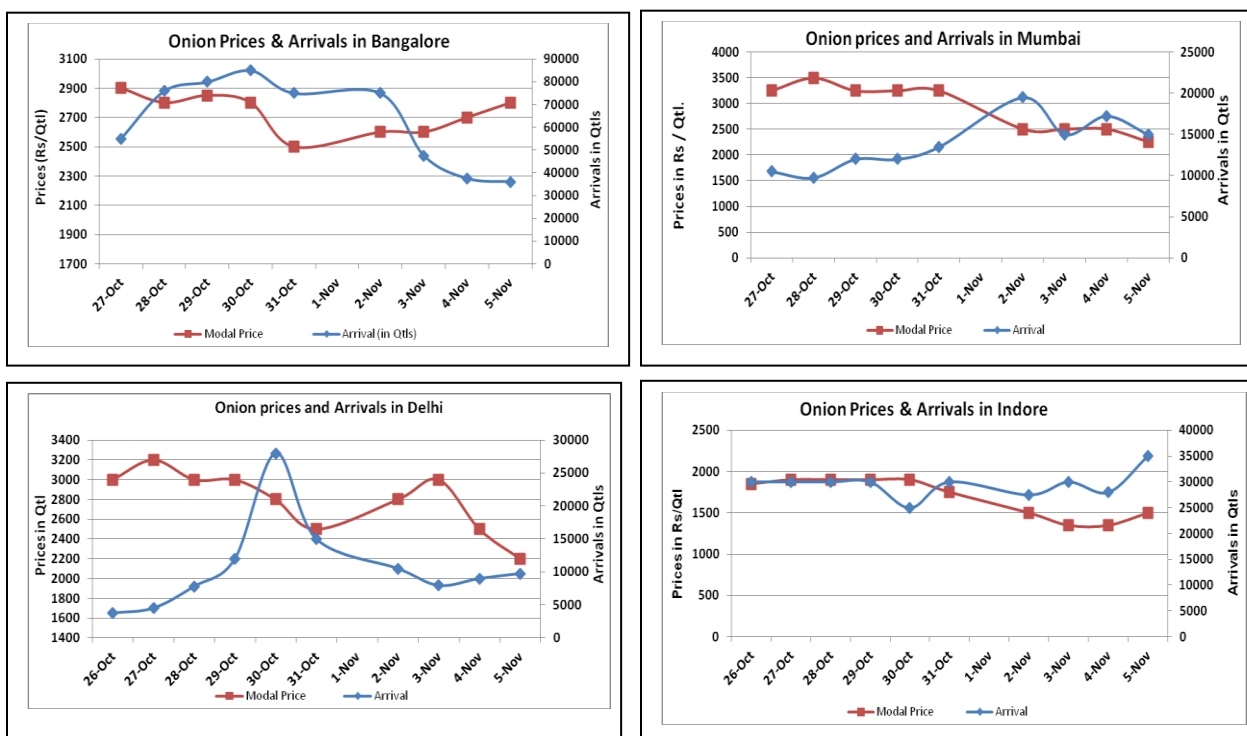 Onion Prices & Arrivals in Bangalore
Prices (Rs/Qtl)
3100
2900
2700
2500
2300
2100
1900
1700
90000
80000
70000
60000
50000
40000
30000
20000
10000
0
Arrivals in Qtls
27-Oct
28-Oct
29-Oct
30-Oct
31-Oct
1-Nov
2-Nov
3-Nov
4-Nov
5-Nov
Modal Price
Arrival (in Qtls)
Onion prices and Arrivals in Mumbai
Prices in Rs / Qtl.
4000
3500
3000
2500
2000
1500
1000
500
0
25000
20000
15000
10000
5000
0
Arrivals in Qtls
27-Oct
28-Oct
29-Oct
30-Oct
31-Oct
1-Nov
2-Nov
3-Nov
4-Nov
5-Nov
Modal Price
Arrival
Onion prices and Arrivals in Delhi
Prices in Qtl
3400
3200
3000
2800
2600
2400
2200
2000
1800
1600
1400
30000
25000
20000
15000
10000
5000
0
Arrivals in Qtls
26-Oct
27-Oct
28-Oct
29-Oct
30-Oct
31-Oct
1-Nov
2-Nov
3-Nov
4-Nov
5-Nov
Modal Price
Arrival
Onion Prices & Arrivals in Indore
Prices in Rs/Qtl
2500
2000
1500
1000
500
0
40000
35000
30000
25000
20000
15000
10000
5000
0
Arrivals in Qtls
26-Oct
27-Oct
28-Oct
29-Oct
30-Oct
31-Oct
1-Nov
2-Nov
3-Nov
4-Nov
5-Nov
Modal Price
Arrival